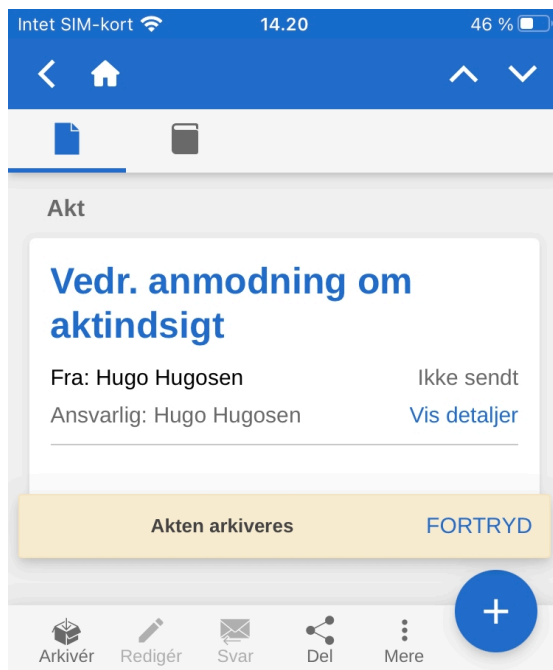 Intet SIM-kort 14.20 46 %
Akt
Vedr. anmodning om
aktindsigt
Fra: Hugo Hugosen Ikke sendt
Ansvarlig: Hugo Hugosen Vis detaljer
Akten arkiveres FORTRYD
Arkivér Redigér Svar Del Mere